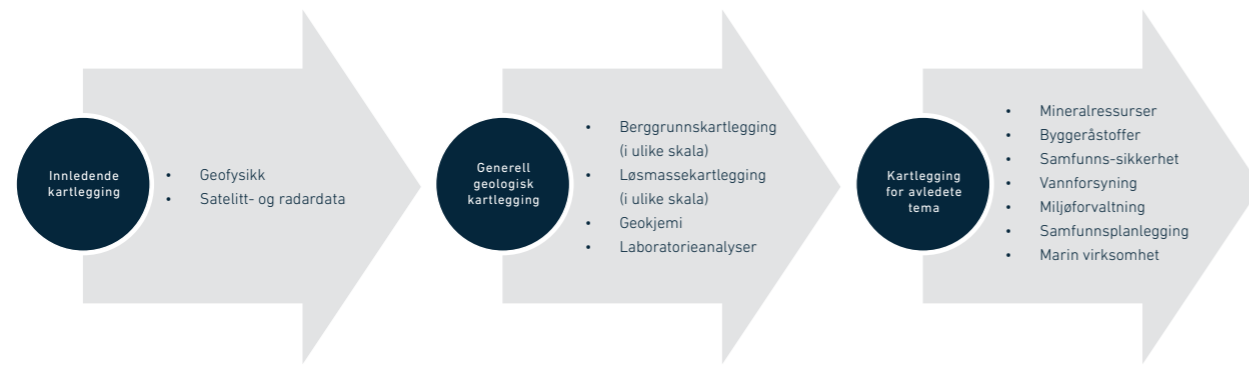 Innledende
kartlegging
• Geofysikk
• Satelitt- og radardata
Generell
geologisk
kartlegging
• Berggrunnskartlegging
(i ulike skala)
• Løsmassekartlegging
(i ulike skala)
• Geokjemi
• Laboratorieanalyser
Kartlegging
for avledete
tema
• Mineralressurser
• Byggeråstoffer
• Samfunns-sikkerhet
• Vannforsyning
• Miljøforvaltning
• Samfunnsplanlegging
• Marin virksomhet